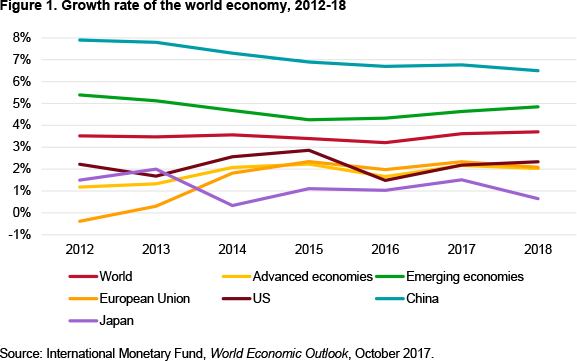 Figure 1. Growth rate of the world economy, 2012-18
8%
7%
6%
5%
4%
3%
2%
1%
0%
-1%
2012 2013 2014 2015 2016 2017 2018
World Advanced economies Emerging economies
European Union US China
Japan
Source: International Monetary Fund, World Economic Outlook, October 2017.